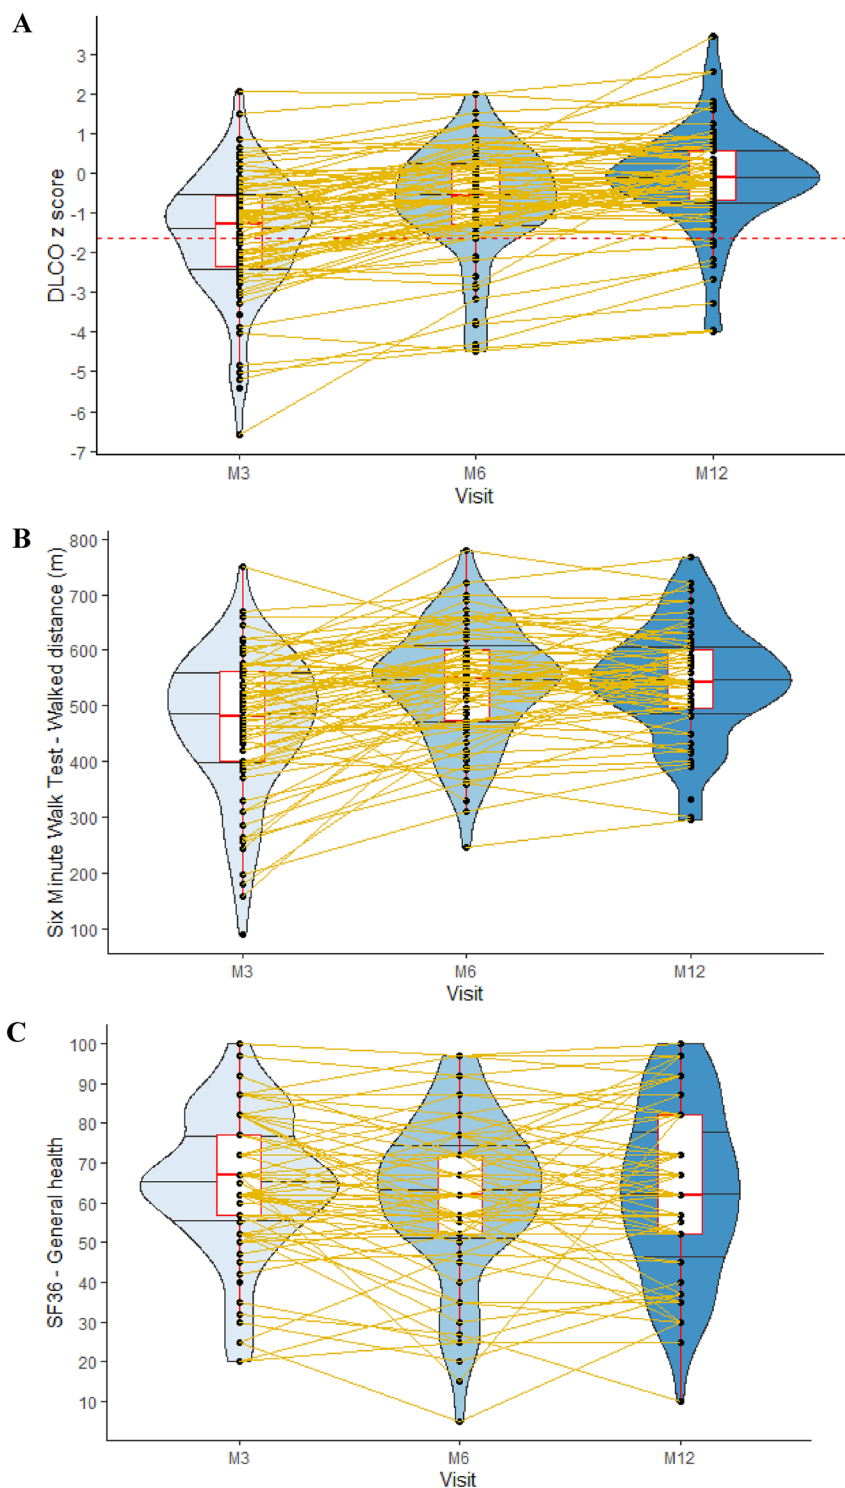 A
DLCO z score
3
2
1
0
-1
-2
-3
-4
-5
-6
-7
M3 M6 M12
Visit
B
Six Minute Walk Test - Walked distance (m)
800
700
600
500
400
300
200
100
M3 M6 M12
Visit
C
SF36 - General health
100
90
80
70
60
50
40
30
20
10
M3 M6 M12
Visit